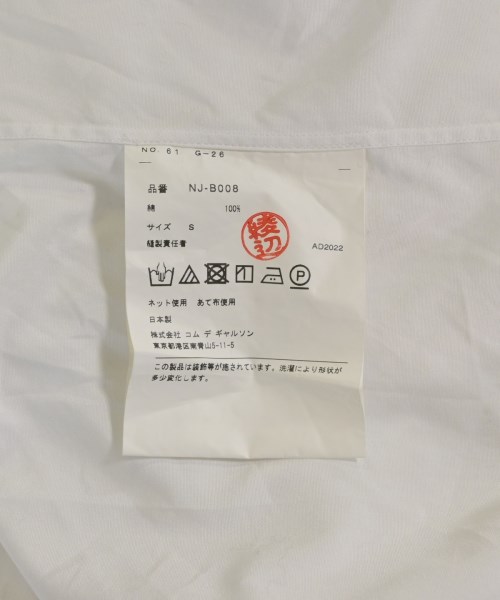 NO 61 G-26
品番 NJ-B008
綿 100%
サイズ S
縫製責任者
AD2022
P
ネット使用 あて布使用
日本製
株式会社 コム デ ギャルソン
東京都港区南青山5-11-5
この製品は装飾等が施されています。洗濯により形状が
多少変化します。